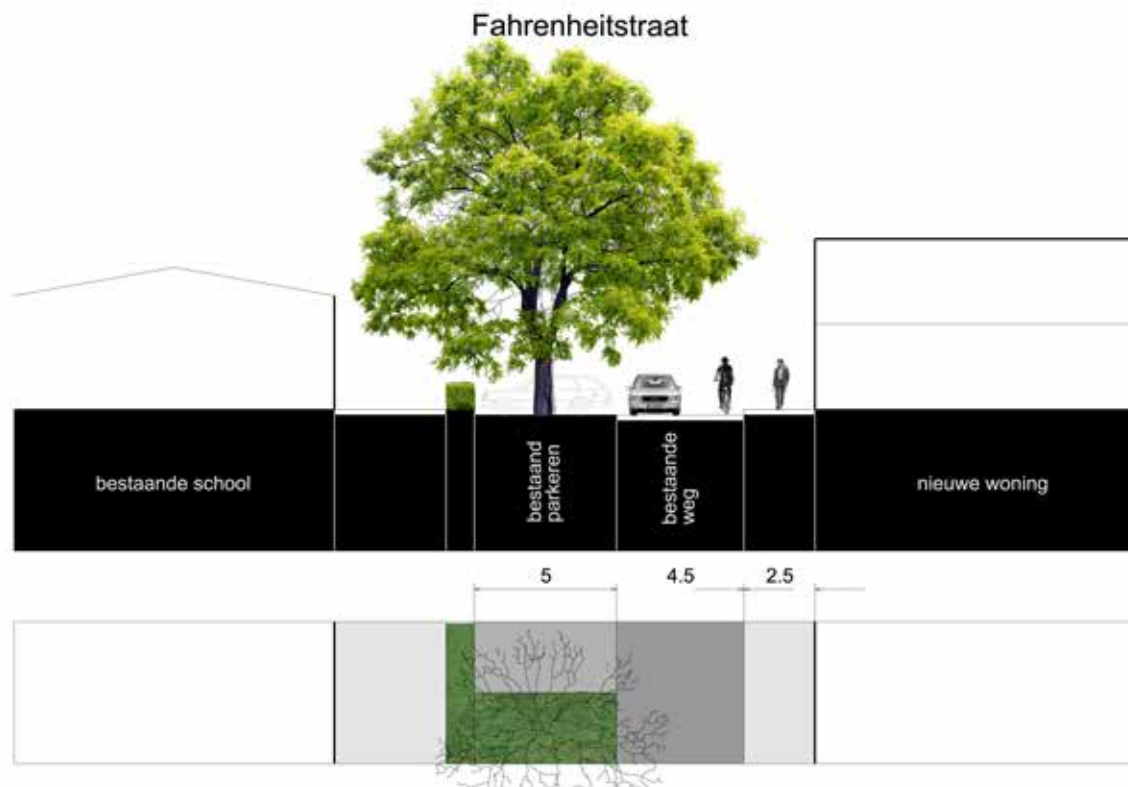 Fahrenheitstraat
bestaande school
bestaand
parkeren
bestaande
weg
nieuwe woning
5
4.5
2.5